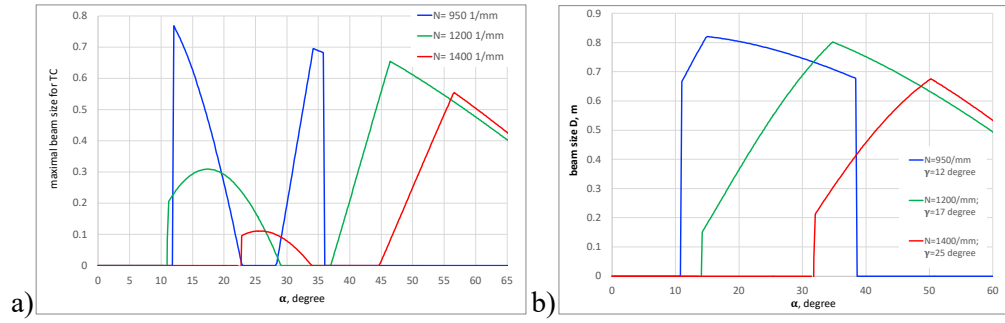 a)
maximal beam size for TC
0.8
0.7
0.6
0.5
0.4
0.3
0.2
0.1
0
0 5 10 15 20 25 30 35 40 45 50 55 60 65
α, degree
N= 950 1/mm
N= 1200 1/mm
N= 1400 1/mm
b)
beam size D, m
0.9
0.8
0.7
0.6
0.5
0.4
0.3
0.2
0.1
0
0 10 20 30 40 50 60
α, degree
N=950/mm
γ=12 degree
N=1200/mm;
γ=17 degree
N=1400/mm;
γ=25 degree